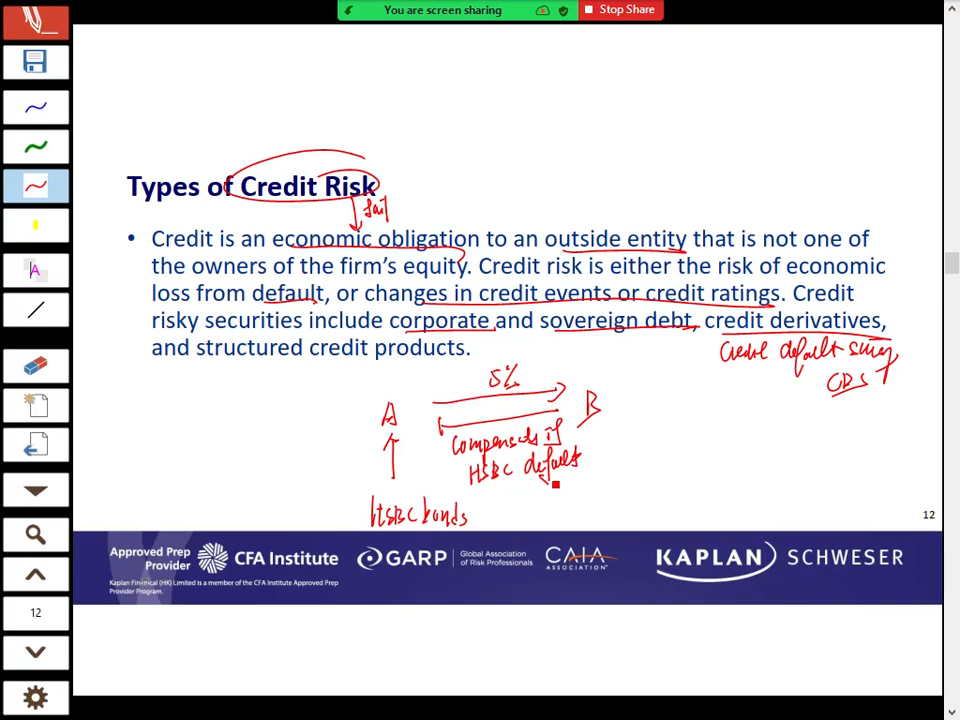 You are screen sharing
Stop Share
Types of Credit Risk
fail
• Credit is an economic obligation to an outside entity that is not one of
the owners of the firm's equity. Credit risk is either the risk of economic
loss from default, or changes in credit events or credit ratings. Credit
risky securities include corporate and sovereign debt, credit derivatives,
and structured credit products.
Credit default swap
CDS
5%
A
B
compensate if
HSBC default
HSBC bonds
12
Approved Prep
Provider
Kaplan Financial (HK) Limited is a member of the CFA Institute Approved Prep
Provider Program.
CFA Institute
GARP
Global Association
of Risk Professionals
CAIA
ASSOCIATION®
KAPLAN SCHWESER
A
12